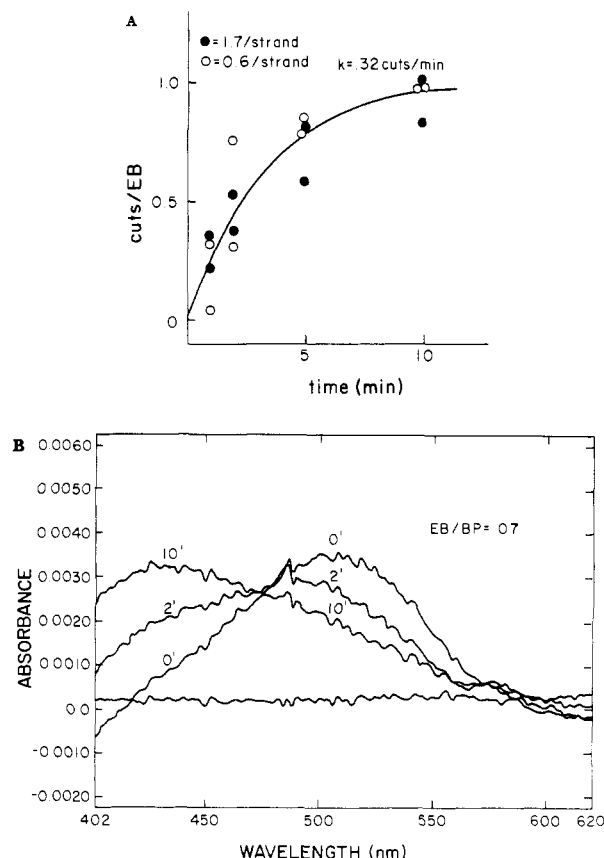 A
● = 1.7/strand
○ = 0.6/strand
k=.32cuts/min
1.0
0.5
0
cuts/EB
5
10
time (min)
B
0.0060
0.0050
0.0040
0.0030
0.0020
0.0010
0.0
-0.0010
-0.0020
ABSORBANCE
EB/BP= 07
10'
2'
0'
0'
2'
10'
402
450
500
550
600
620
WAVELENGTH (nm)